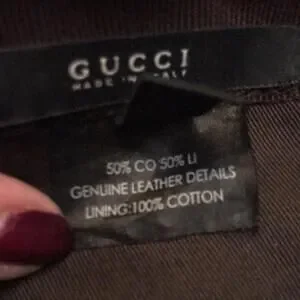 GUCCI
MADE IN ITALY
50% CO 50% LI
GENUINE LEATHER DETAILS
LINING:100% COTTON